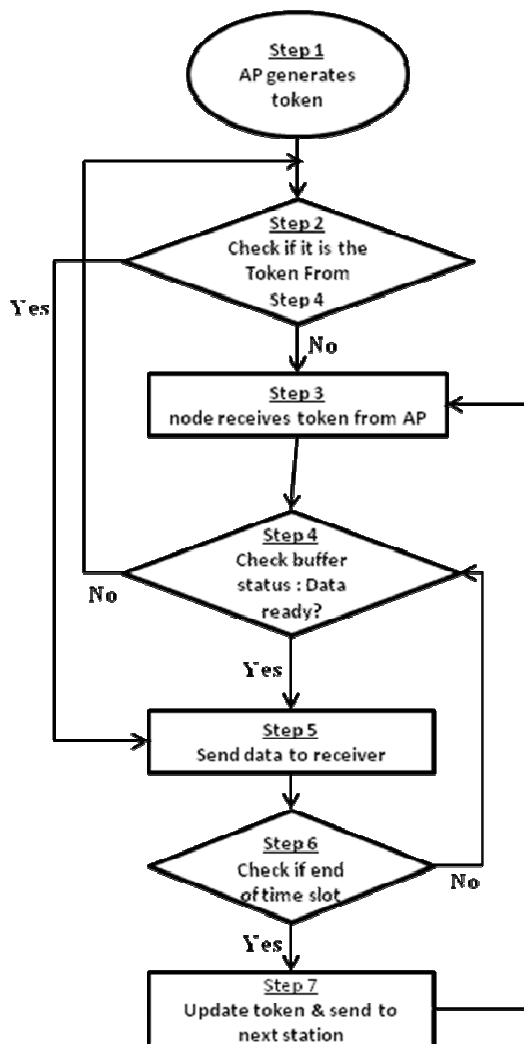 Step 1
AP generates
token
Step 2
Check if it is the
Token From
Step 4
Yes
No
Step 3
node receives token from AP
Step 4
Check buffer
status : Data
ready?
No
Yes
Step 5
Send data to receiver
Step 6
Check if end
of time slot
No
Yes
Step 7
Update token & send to
next station